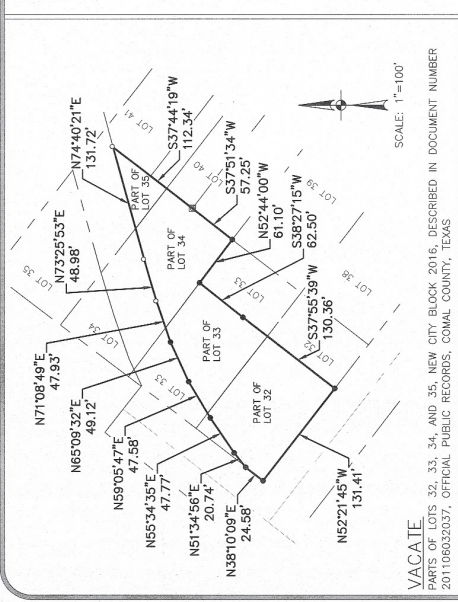 N74°40'21"E
131.72'
N73°25'53"E
48.98'
N71°08'49"E
47.93'
N65°09'32"E
49.12'
N59°05'47"E
47.58'
N55°34'35"E
47.77'
N51°34'56"E
20.74'
N38°10'09"E
24.58'
N52°21'45"W
131.41'
S37°44'19"W
112.34'
S37°51'34"W
57.25'
N52°44'00"W
61.10'
S38°27'15"W
62.50'
S37°55'39"W
130.36'
PART OF
LOT 35
PART OF
LOT 34
PART OF
LOT 33
PART OF
LOT 32
LOT 35
LOT 34
LOT 33
LOT 41
LOT 40
LOT 39
LOT 38
LOT 33
LOT 32
SCALE: 1"=100'
VACATE
PARTS OF LOTS 32, 33, 34, AND 35, NEW CITY BLOCK 2016, DESCRIBED IN DOCUMENT NUMBER
201106032037, OFFICIAL PUBLIC RECORDS, COMAL COUNTY, TEXAS